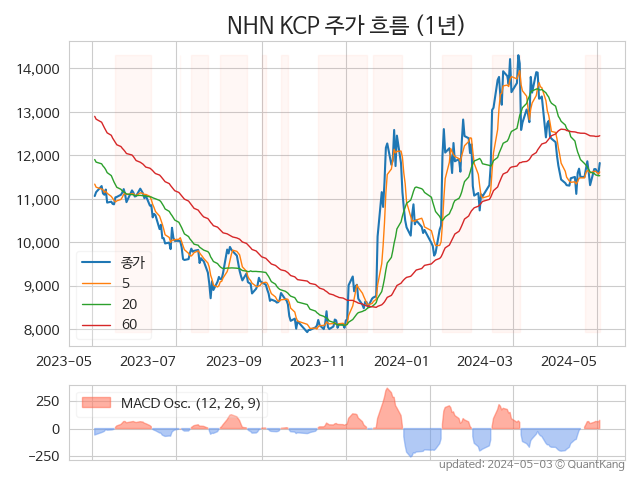 NHN KCP 주가 흐름 (1년)
14,000
13,000
12,000
11,000
10,000
9,000
8,000
종가
5
20
60
2023-05 2023-07 2023-09 2023-11 2024-01 2024-03 2024-05
250
0
−250
MACD Osc. (12, 26, 9)
updated: 2024-05-03 © QuantKang